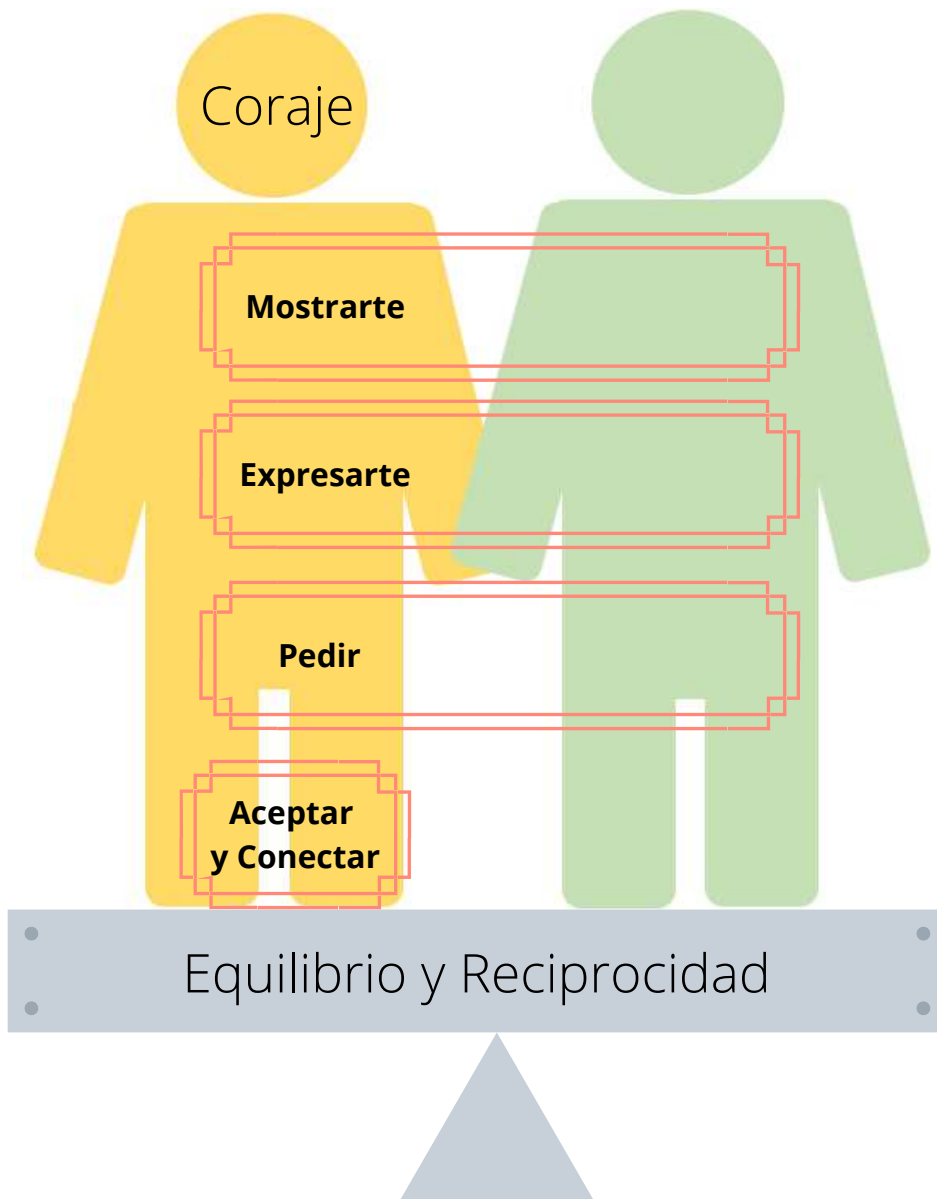 Coraje
Mostrarte
Expresarte
Pedir
Aceptar
y Conectar
Equilibrio y Reciprocidad